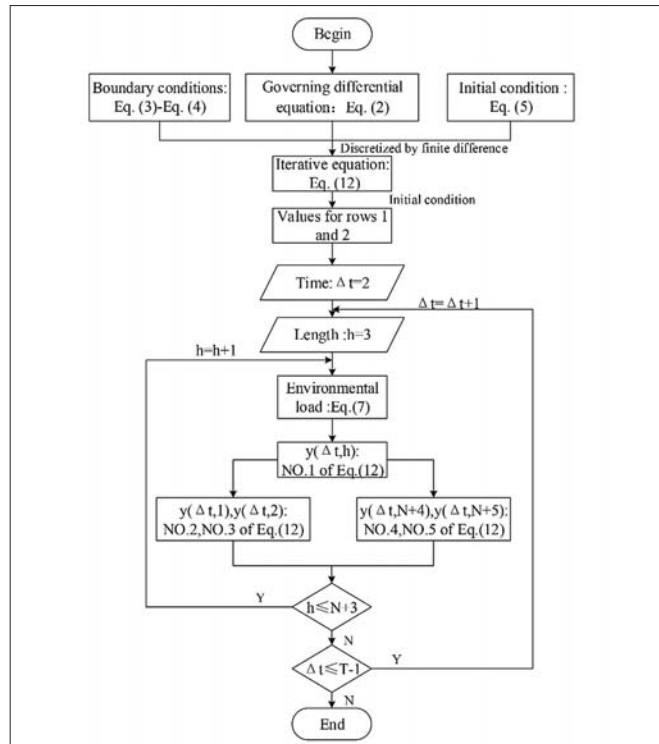 Begin
Boundary conditions:
Eq. (3)-Eq. (4)
Governing differential
equation: Eq. (2)
Initial condition :
Eq. (5)
Discretized by finite difference
Iterative equation:
Eq. (12)
Initial condition
Values for rows 1
and 2
Time: Δ t=2
Δ t= Δ t+1
Length :h=3
h=h+1
Environmental
load :Eq.(7)
y( Δ t,h):
NO.1 of Eq.(12)
y( Δ t,1),y( Δ t,2):
NO.2,NO.3 of Eq.(12)
y( Δ t,N+4),y( Δ t,N+5):
NO.4,NO.5 of Eq.(12)
Y
h≤N+3
N
Δ t≤T-1
Y
N
End